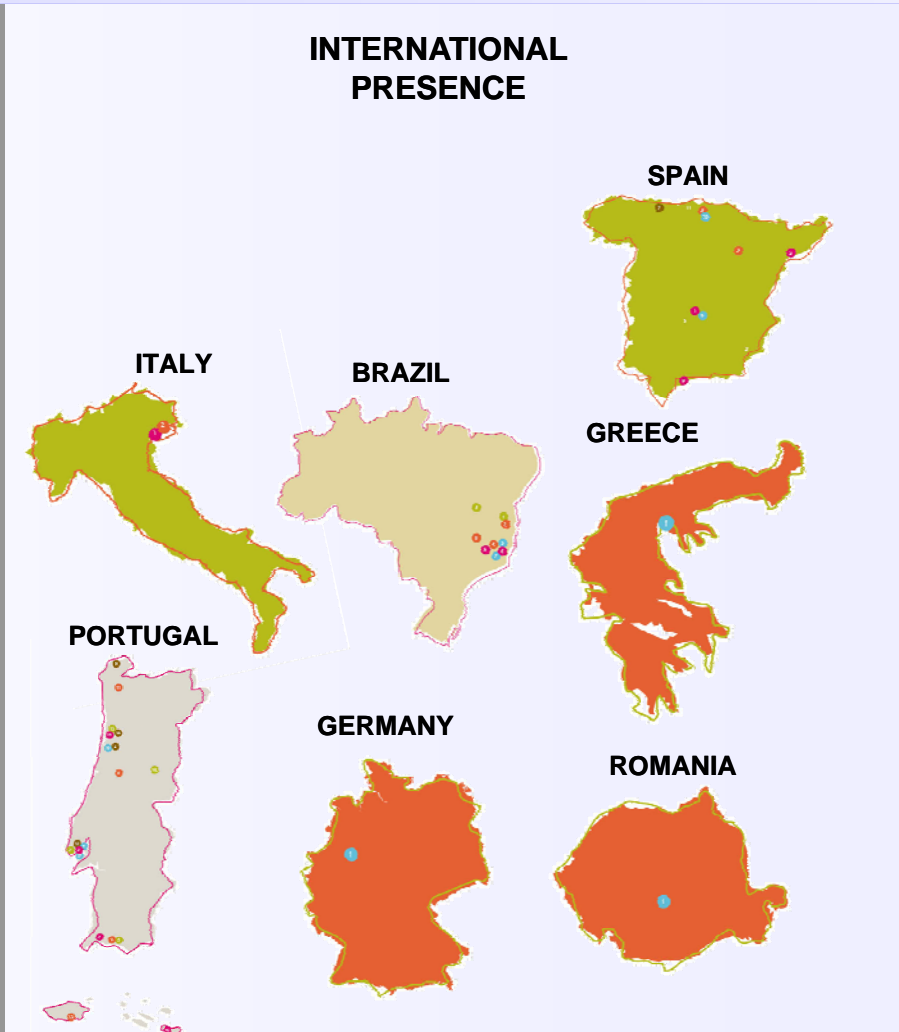 INTERNATIONAL
PRESENCE
SPAIN
ITALY
BRAZIL
GREECE
PORTUGAL
GERMANY
ROMANIA